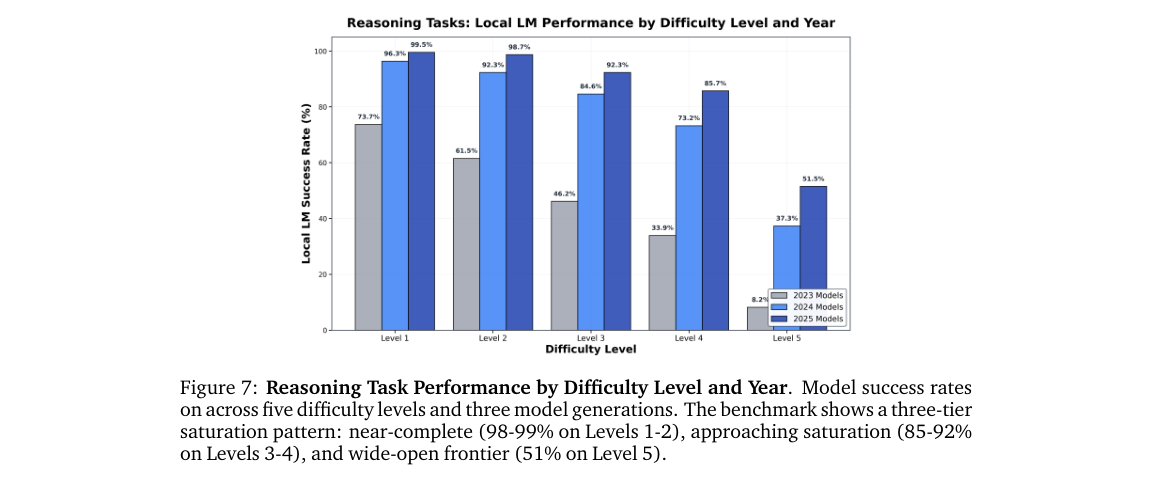 Reasoning Tasks: Local LM Performance by Difficulty Level and Year
Local LM Success Rate (%)
100
80
60
40
20
0
73.7%
96.3%
99.5%
61.5%
92.3%
98.7%
46.2%
84.6%
92.3%
33.9%
73.2%
85.7%
8.2%
37.3%
51.5%
2023 Models
2024 Models
2025 Models
Level 1
Level 2
Level 3
Level 4
Level 5
Difficulty Level
Figure 7: Reasoning Task Performance by Difficulty Level and Year. Model success rates
on across five difficulty levels and three model generations. The benchmark shows a three-tier
saturation pattern: near-complete (98-99% on Levels 1-2), approaching saturation (85-92%
on Levels 3-4), and wide-open frontier (51% on Level 5).